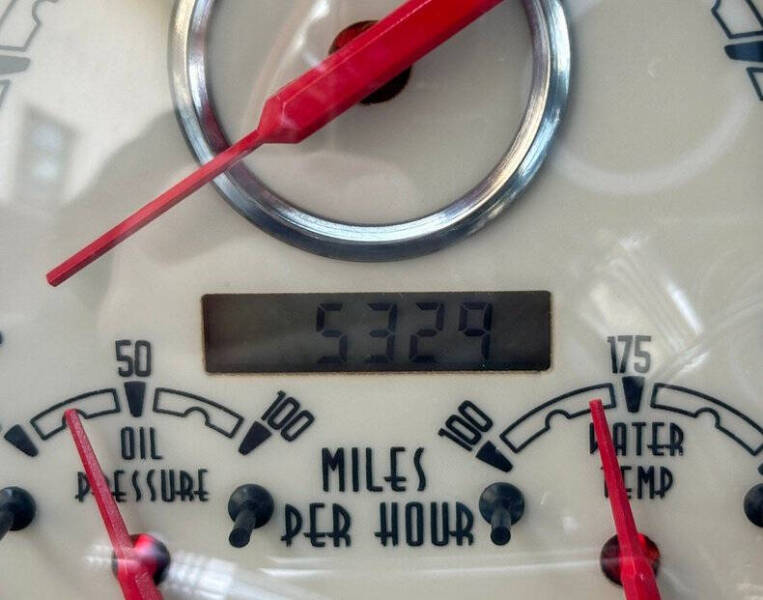 5329
50
100
OIL
PRESSURE
MILES
PER HOUR
100
175
WATER
TEMP